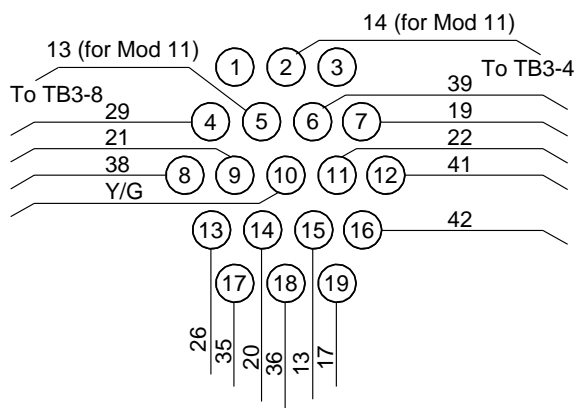 14 (for Mod 11)
13 (for Mod 11)
1 2 3
To TB3-4
To TB3-8
39
29
4 5 6 7
19
21
22
38
8 9 10 11 12
41
Y/G
13 14 15 16
42
17 18 19
26
35
20
36
13
17